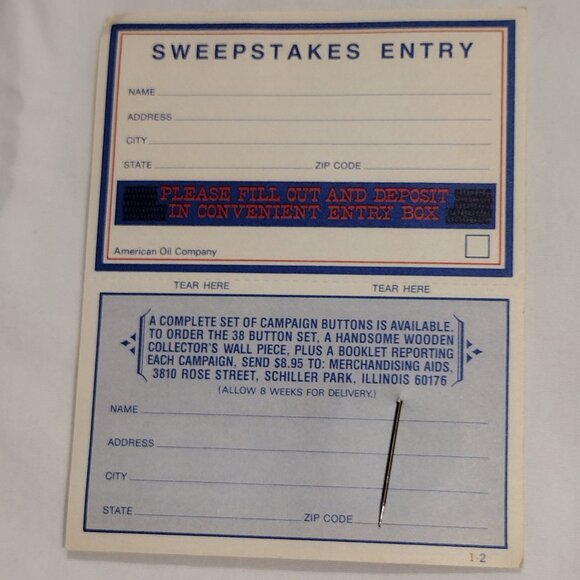 SWEEPSTAKES ENTRY
NAME
ADDRESS
CITY
STATE ZIP CODE
PLEASE FILL OUT AND DEPOSIT
IN CONVENIENT ENTRY BOX
American Oil Company
TEAR HERE TEAR HERE
A COMPLETE SET OF CAMPAIGN BUTTONS IS AVAILABLE.
TO ORDER THE 38 BUTTON SET, A HANDSOME WOODEN
COLLECTOR'S WALL PIECE, PLUS A BOOKLET REPORTING
EACH CAMPAIGN, SEND $8.95 TO: MERCHANDISING AIDS,
3810 ROSE STREET, SCHILLER PARK, ILLINOIS 60176
(ALLOW 8 WEEKS FOR DELIVERY.)
NAME
ADDRESS
CITY
STATE ZIP CODE
1-2